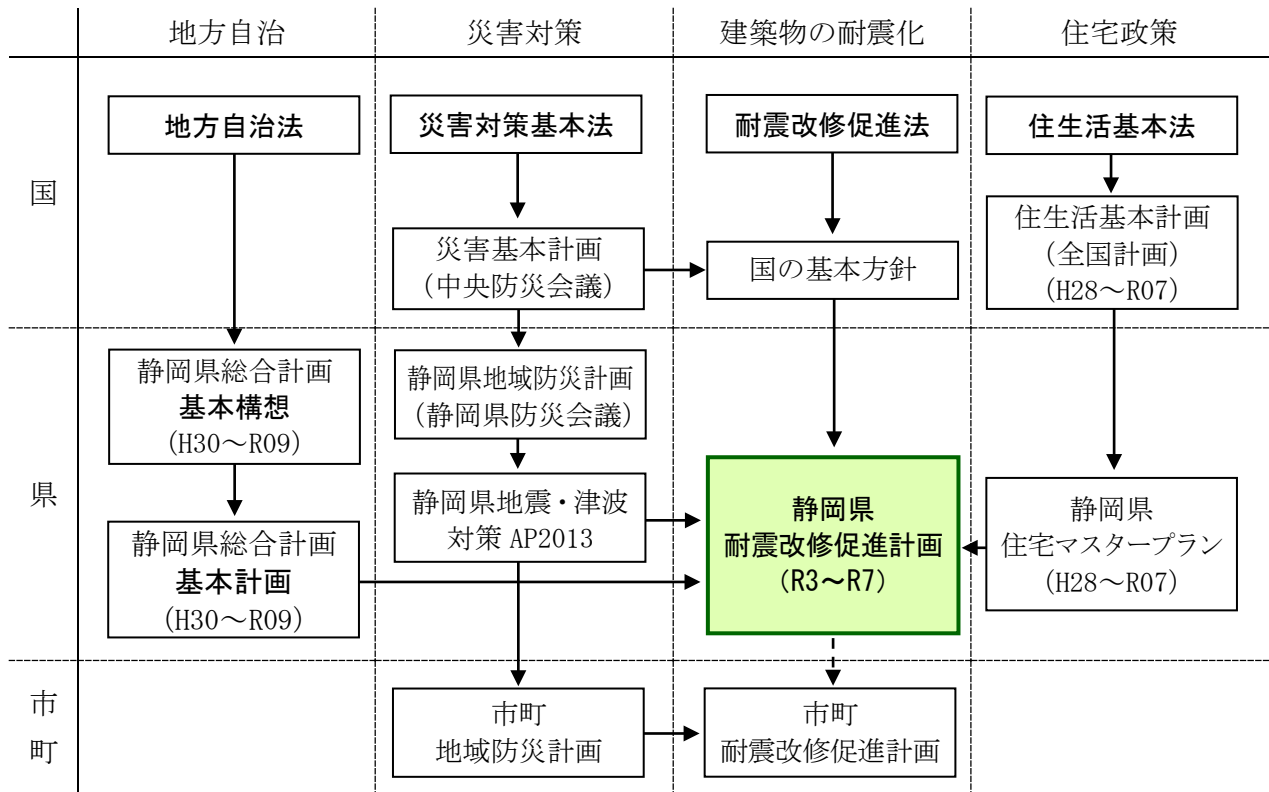 地方自治
災害対策
建築物の耐震化
住宅政策
国
地方自治法
災害対策基本法
耐震改修促進法
住生活基本法
災害基本計画
(中央防災会議)
国の基本方針
住生活基本計画
(全国計画)
(H28～R07)
県
静岡県総合計画
基本構想
(H30～R09)
静岡県地域防災計画
(静岡県防災会議)
静岡県総合計画
基本計画
(H30～R09)
静岡県地震・津波
対策 AP2013
静岡県
耐震改修促進計画
(R3～R7)
静岡県
住宅マスタープラン
(H28～R07)
市
町
市町
地域防災計画
市町
耐震改修促進計画